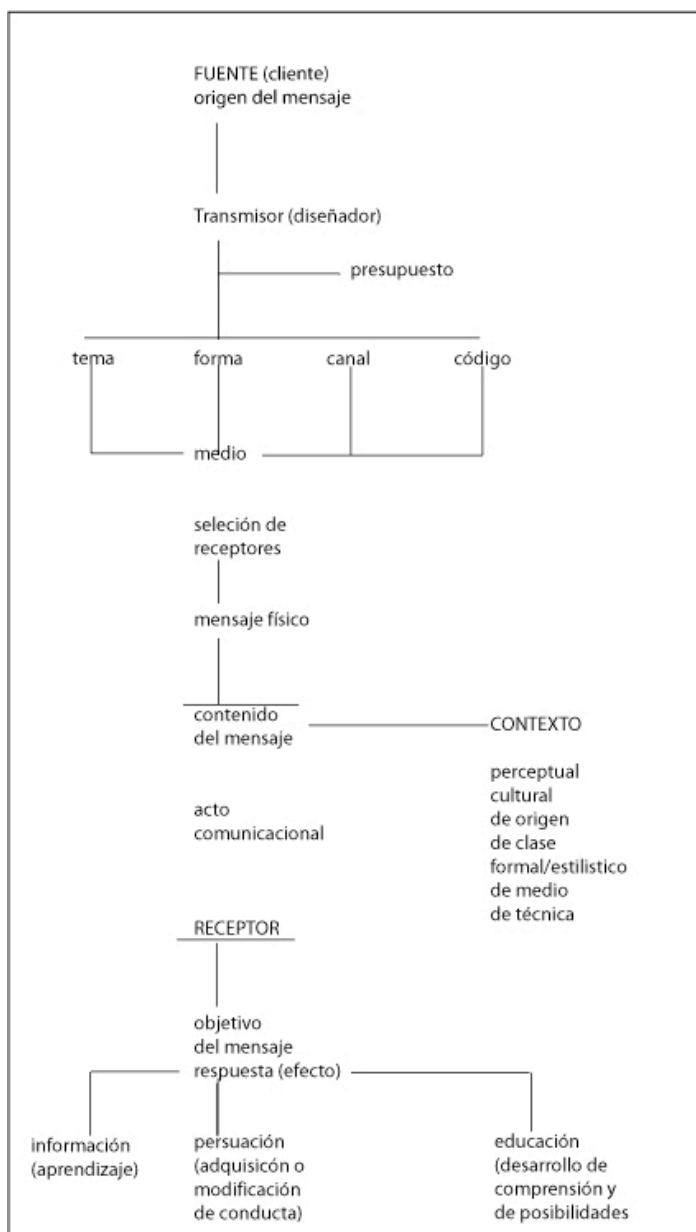 FUENTE (cliente)
origen del mensaje
Transmisor (diseñador)
presupuesto
tema
forma
canal
código
medio
seleción de
receptores
mensaje físico
contenido
del mensaje
CONTEXTO
perceptual
cultural
de origen
de clase
formal/estilistico
de medio
de técnica
acto
comunicacional
RECEPTOR
objetivo
del mensaje
respuesta (efecto)
información
(aprendizaje)
persuación
(adquisicón o
modificación
de conducta)
educación
(desarrollo de
comprensión y
de posibilidades